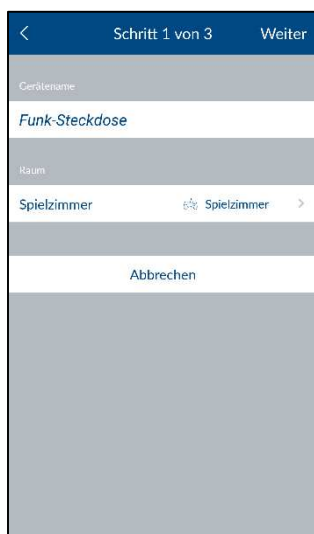 Schritt 1 von 3 Weiter
Gerätename
Funk-Steckdose
Raum
Spielzimmer Spielzimmer
Abbrechen